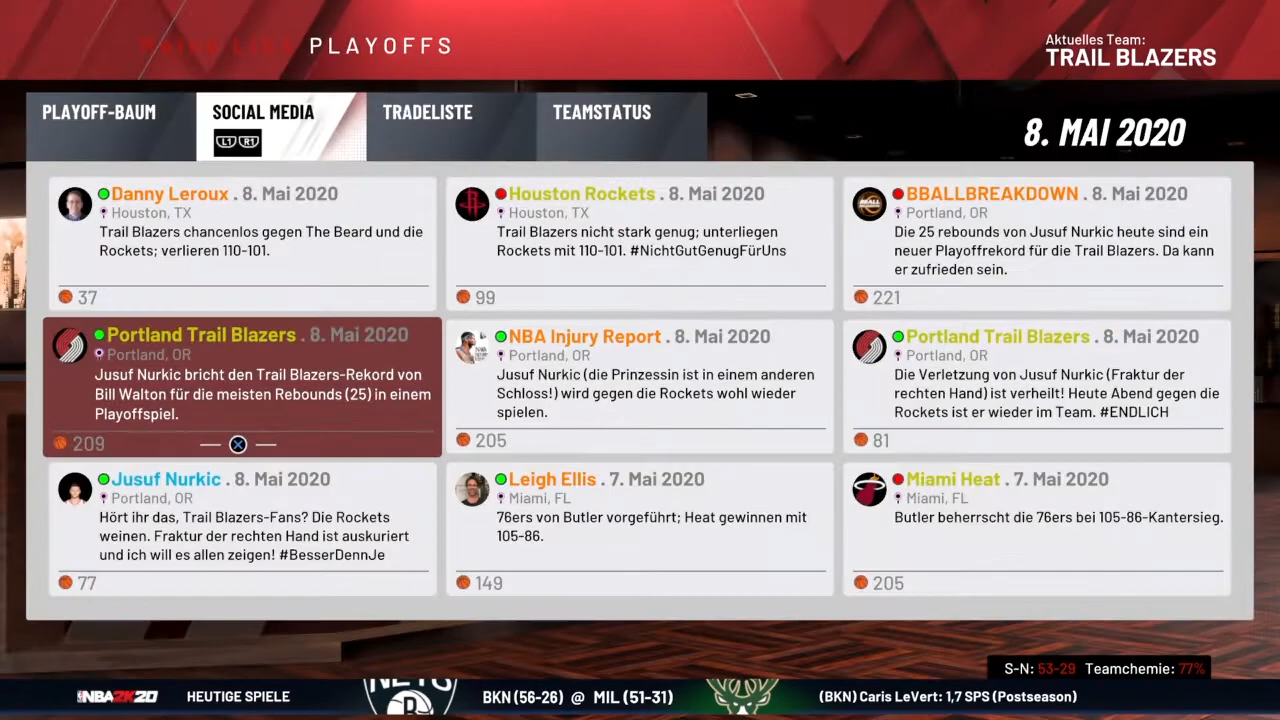 PLAYOFFS
Aktuelles Team:
TRAIL BLAZERS
PLAYOFF-BAUM
SOCIAL MEDIA
L1 R1
TRADELISTE
TEAMSTATUS
8. MAI 2020
Danny Leroux . 8. Mai 2020
Houston, TX
Trail Blazers chancenlos gegen The Beard und die
Rockets; verlieren 110-101.
37
Houston Rockets . 8. Mai 2020
Houston, TX
Trail Blazers nicht stark genug; unterliegen
Rockets mit 110-101. #NichtGutGenugFürUns
99
BBALLBREAKDOWN . 8. Mai 2020
Portland, OR
Die 25 rebounds von Jusuf Nurkic heute sind ein
neuer Playoffrekord für die Trail Blazers. Da kann
er zufrieden sein.
221
Portland Trail Blazers . 8. Mai 2020
Portland, OR
Jusuf Nurkic bricht den Trail Blazers-Rekord von
Bill Walton für die meisten Rebounds (25) in einem
Playoffspiel.
209
NBA Injury Report . 8. Mai 2020
Portland, OR
Jusuf Nurkic (die Prinzessin ist in einem anderen
Schloss!) wird gegen die Rockets wohl wieder
spielen.
205
Portland Trail Blazers . 8. Mai 2020
Portland, OR
Die Verletzung von Jusuf Nurkic (Fraktur der
rechten Hand) ist verheilt! Heute Abend gegen die
Rockets ist er wieder im Team. #ENDLICH
81
Jusuf Nurkic . 8. Mai 2020
Portland, OR
Hört ihr das, Trail Blazers-Fans? Die Rockets
weinen. Fraktur der rechten Hand ist auskuriert
und ich will es allen zeigen! #BesserDennJe
77
Leigh Ellis . 7. Mai 2020
Miami, FL
76ers von Butler vorgeführt; Heat gewinnen mit
105-86.
149
Miami Heat . 7. Mai 2020
Miami, FL
Butler beherrscht die 76ers bei 105-86-Kantersieg.
205
S-N: 53-29 Teamchemie: 77%
NBA2K20
HEUTIGE SPIELE
NETS
B
BKN (56-26) @ MIL (51-31)
(BKN) Caris LeVert: 1,7 SPS (Postseason)